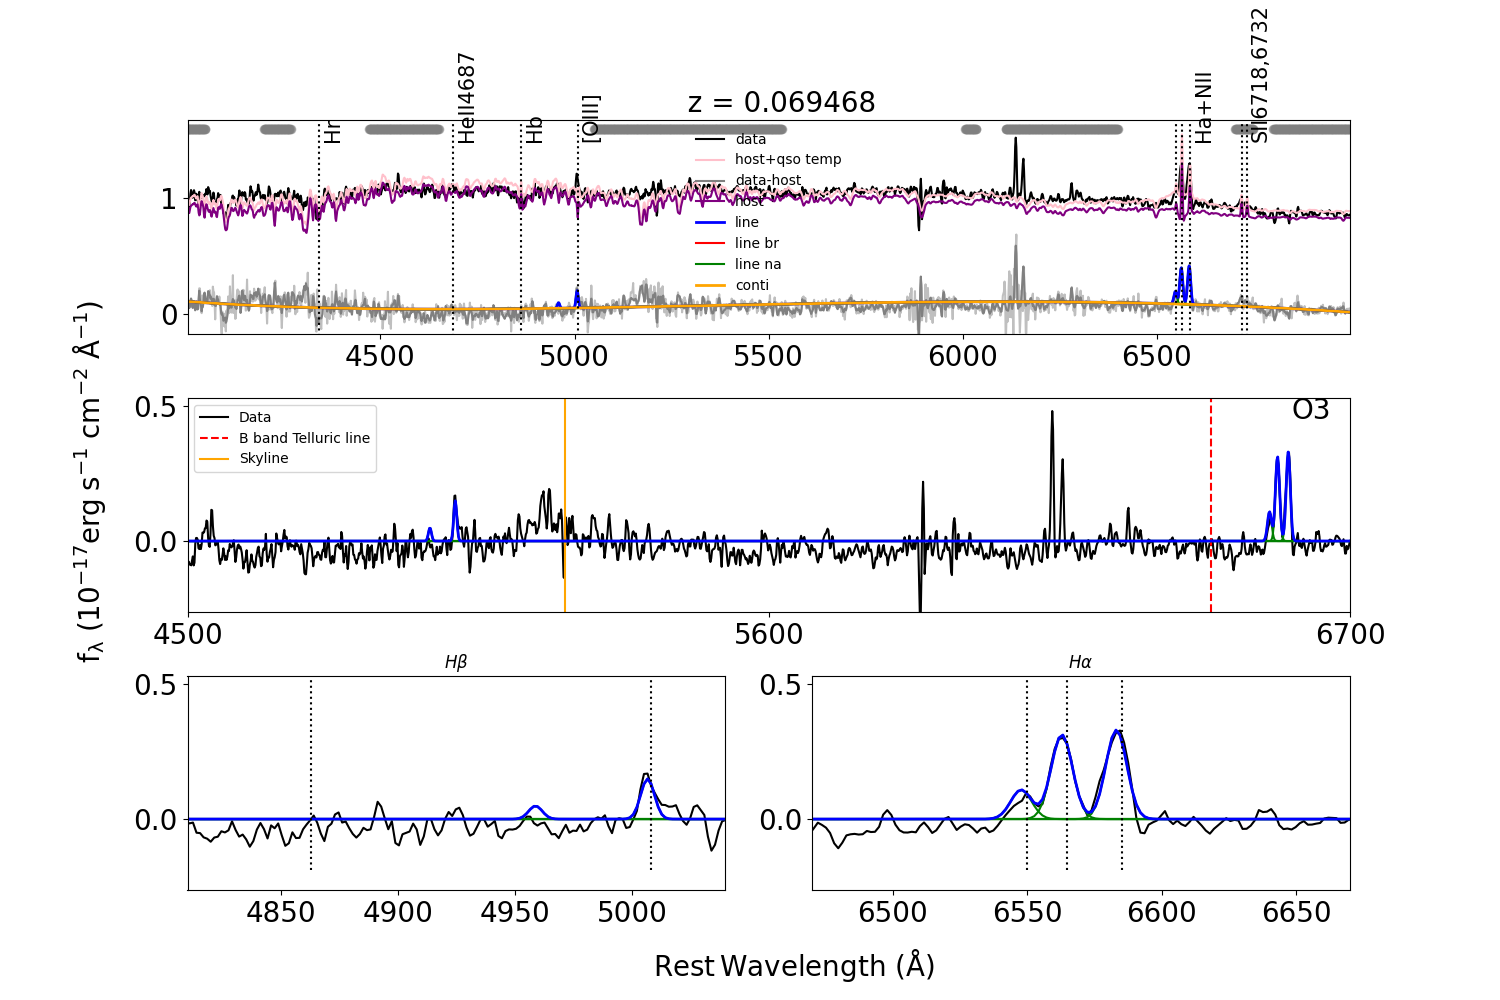 z = 0.069468
Hr
HeII4687
Hb
[OIII]
Ha+NII
SII6718,6732
data
host+qso temp
data-host
host
line
line br
line na
conti
1
0
4500
5000
5500
6000
6500
fλ (10−17erg s−1 cm−2 Å−1)
O3
Data
B band Telluric line
Skyline
0.5
0.0
4500
5600
6700
Hβ
0.5
0.0
4850
4900
4950
5000
Hα
0.5
0.0
6500
6550
6600
6650
Rest Wavelength (Å)